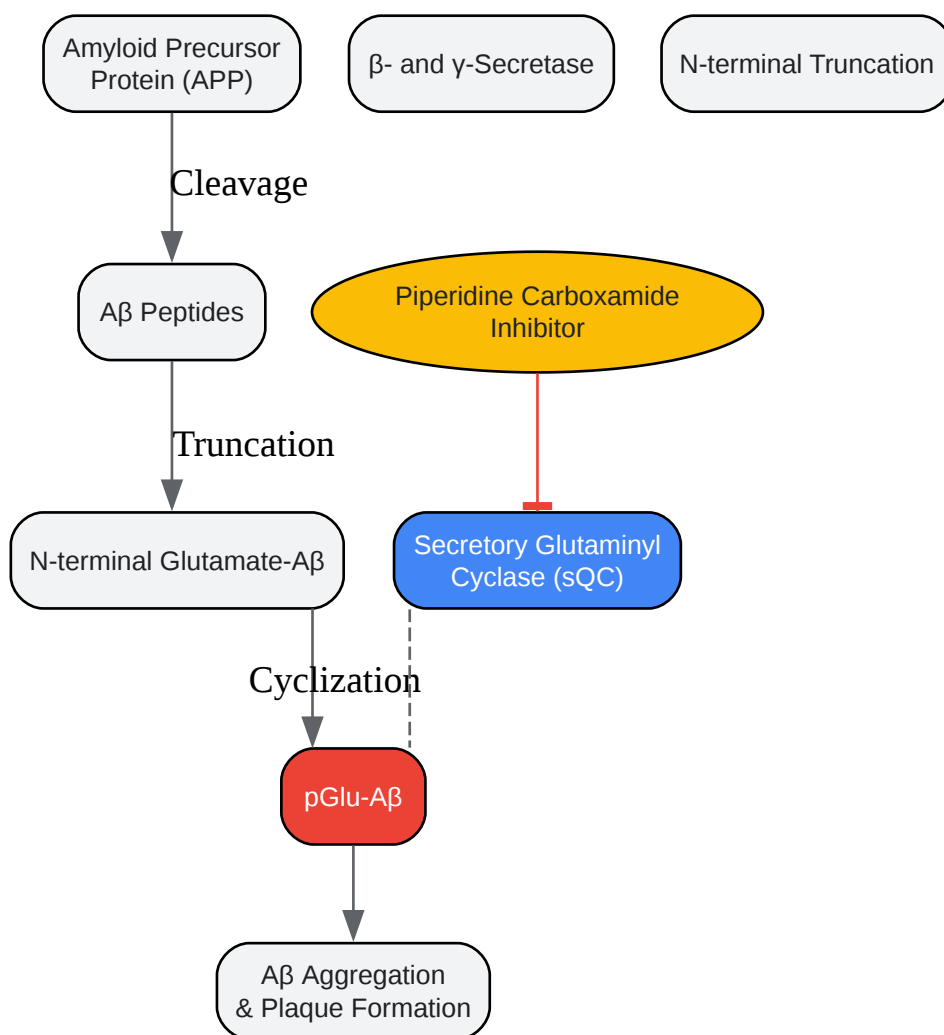 Amyloid Precursor
Protein (APP)
β- and γ-Secretase
N-terminal Truncation
Cleavage
Aβ Peptides
Piperidine Carboxamide
Inhibitor
Truncation
N-terminal Glutamate-Aβ
Secretory Glutaminyl
Cyclase (sQC)
Cyclization
pGlu-Aβ
Aβ Aggregation
& Plaque Formation